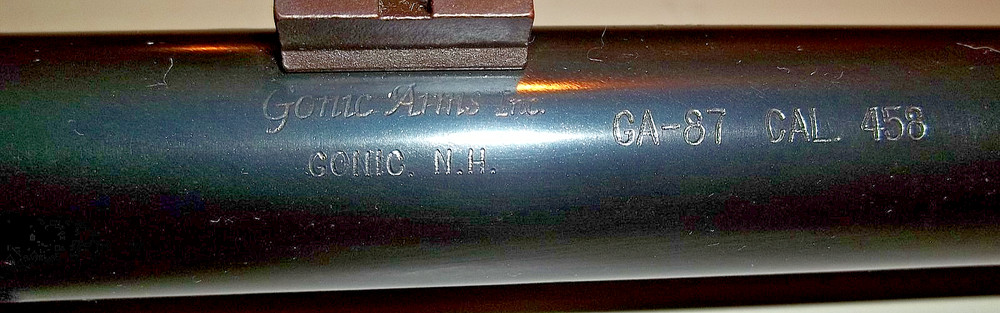 Gonic Arms Inc.
GONIC, N.H.
GA-87 CAL. 458